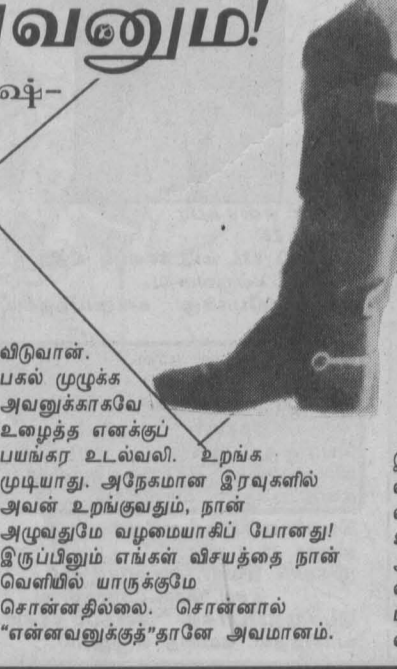 வனும்!
ஷ்–
விடுவான்.
பகல் முழுக்க
அவனுக்காகவே
உழைத்த எனக்குப்
பயங்கர உடல்வலி. உறங்க
முடியாது. அநேகமான இரவுகளில்
அவன் உறங்குவதும், நான்
அழுவதுமே வழமையாகிப் போனது!
இருப்பினும் எங்கள் விசயத்தை நான்
வெளியில் யாருக்குமே
சொன்னதில்லை. சொன்னால்
“என்னவனுக்குத்”தானே அவமானம்.